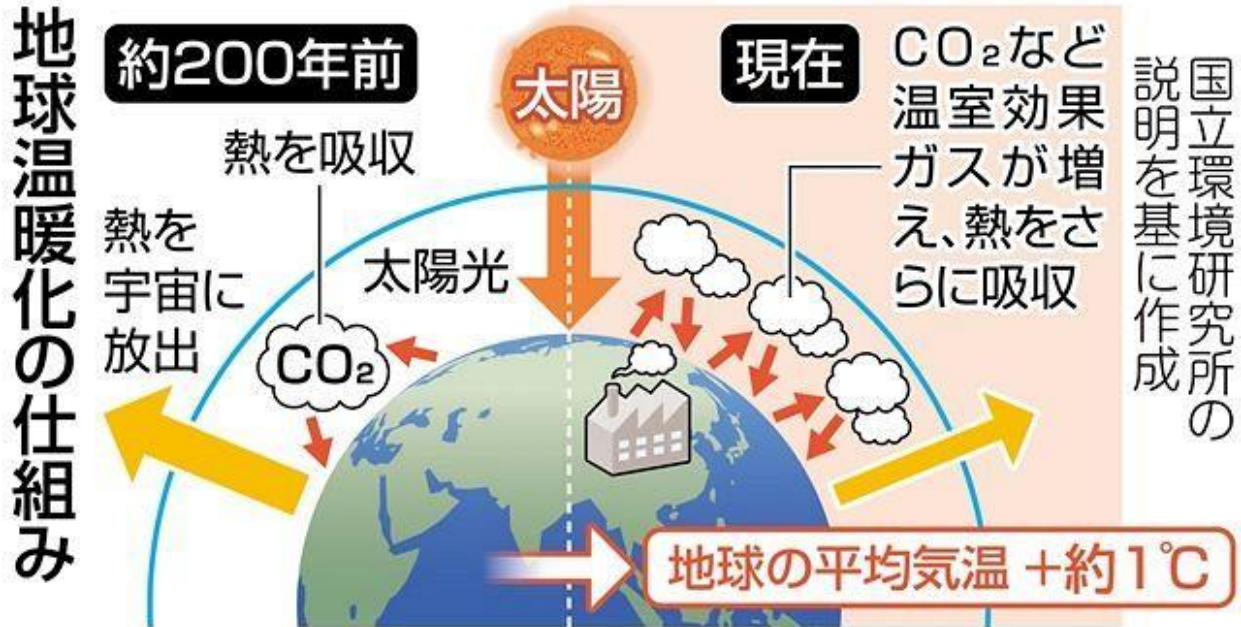 地球温暖化の仕組み
約200年前
太陽
現在
熱を吸収
熱を
宇宙に
放出
太陽光
CO₂
CO₂など
温室効果
ガスが増
え、熱をさ
らに吸収
地球の平均気温 +約1℃
国立環境研究所の
説明を基に作成